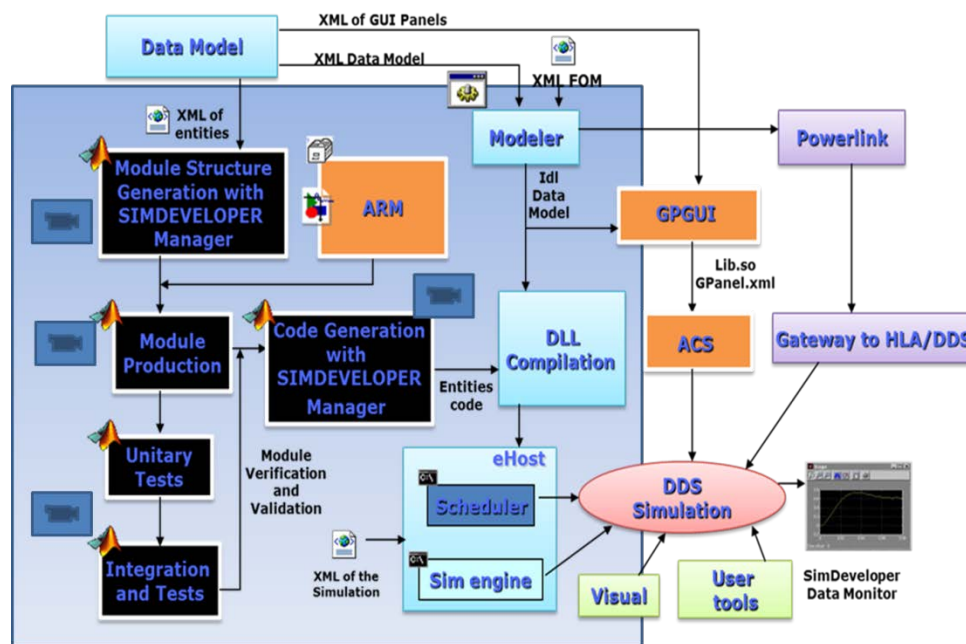 XML of GUI Panels
Data Model
XML Data Model
XML FOM
XML of
entities
Modeler
Powerlink
Module Structure
Generation with
SIMDEVELOPER
Manager
ARM
Idl
Data
Model
GPGUI
Lib.so
GPanel.xml
Module
Production
Code Generation
with
SIMDEVELOPER
Manager
DLL
Compilation
ACS
Gateway to HLA/DDS
Entities
code
Unitary
Tests
Module
Verification
and
Validation
eHost
Scheduler
DDS
Simulation
Integration
and Tests
XML of the
Simulation
Sim engine
Visual
User
tools
SimDeveloper
Data Monitor